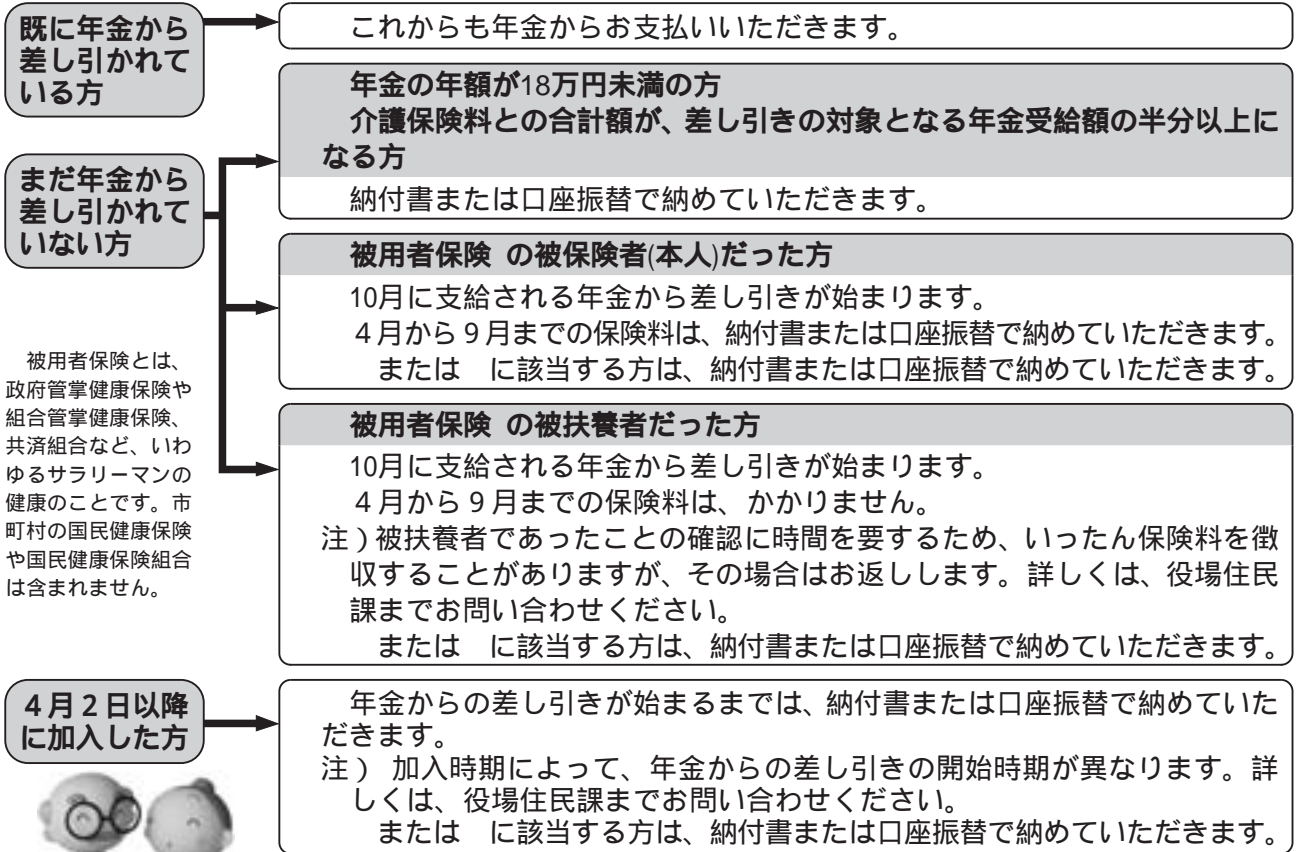 既に年金から
差し引かれて
いる方
これからも年金からお支払いいただきます。
まだ年金から
差し引かれて
いない方
年金の年額が18万円未満の方
介護保険料との合計額が、差し引きの対象となる年金受給額の半分以上に
なる方
納付書または口座振替で納めていただきます。
被用者保険 の被保険者(本人)だった方
10月に支給される年金から差し引きが始まります。
４月から９月までの保険料は、納付書または口座振替で納めていただきます。
または　に該当する方は、納付書または口座振替で納めていただきます。
被用者保険 の被扶養者だった方
10月に支給される年金から差し引きが始まります。
４月から９月までの保険料は、かかりません。
注）被扶養者であったことの確認に時間を要するため、いったん保険料を徴
収することがありますが、その場合はお返しします。詳しくは、役場住民
課までお問い合わせください。
または　に該当する方は、納付書または口座振替で納めていただきます。
被用者保険とは、
政府管掌健康保険や
組合管掌健康保険、
共済組合など、いわ
ゆるサラリーマンの
健康のことです。市
町村の国民健康保険
や国民健康保険組合
は含まれません。
４月２日以降
に加入した方
年金からの差し引きが始まるまでは、納付書または口座振替で納めていた
だきます。
注） 加入時期によって、年金からの差し引きの開始時期が異なります。詳
しくは、役場住民課までお問い合わせください。
または　に該当する方は、納付書または口座振替で納めていただきます。